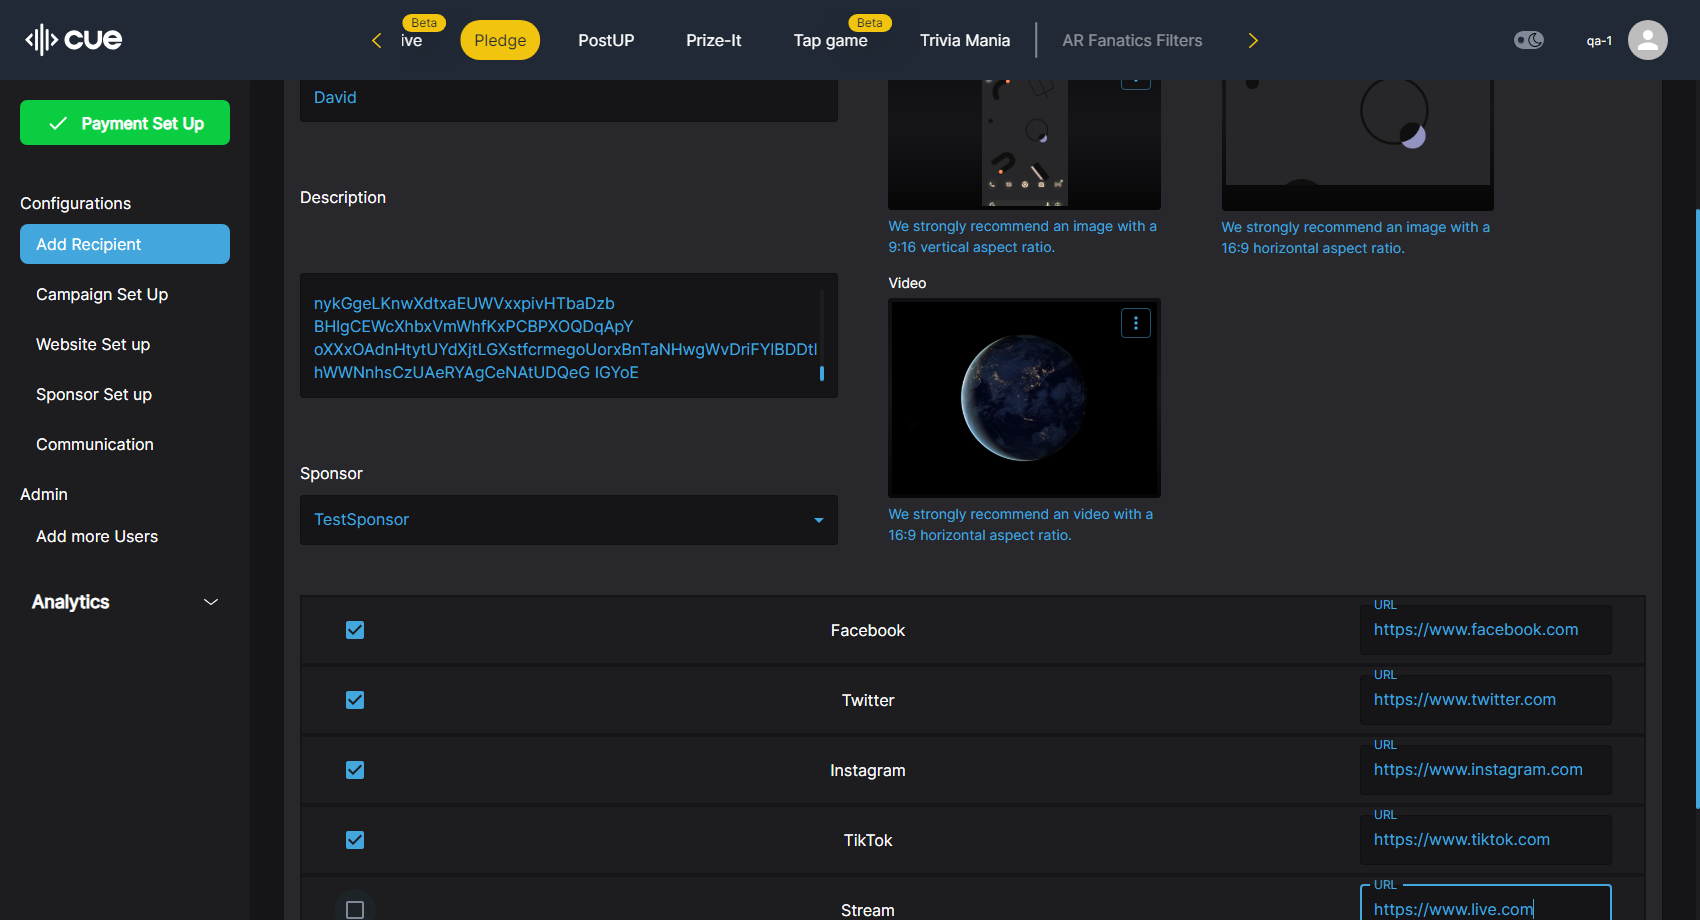 cue
ive
Beta
Pledge
PostUP
Prize-It
Tap game
Beta
Trivia Mania
AR Fanatics Filters
qa-1
Payment Set Up
Configurations
Add Recipient
Campaign Set Up
Website Set up
Sponsor Set up
Communication
Admin
Add more Users
Analytics
David
Description
nykGgeLKnwXdtxaEUWVxxpivHTbaDzb
BHIgCEWcXhbxVmWhfKxPCBPXOQDqApY
oXXxOAdnHtytUYdXjtLGXstfcrmegoUorxBnTaNHwgWvDriFYIBDDtl
hWWNnhsCzUAeRYAgCeNAtUDQeG IGYoE
Sponsor
TestSponsor
We strongly recommend an image with a
9:16 vertical aspect ratio.
We strongly recommend an image with a
16:9 horizontal aspect ratio.
Video
We strongly recommend an video with a
16:9 horizontal aspect ratio.
Facebook
URL
https://www.facebook.com
Twitter
URL
https://www.twitter.com
Instagram
URL
https://www.instagram.com
TikTok
URL
https://www.tiktok.com
Stream
URL
https://www.live.com